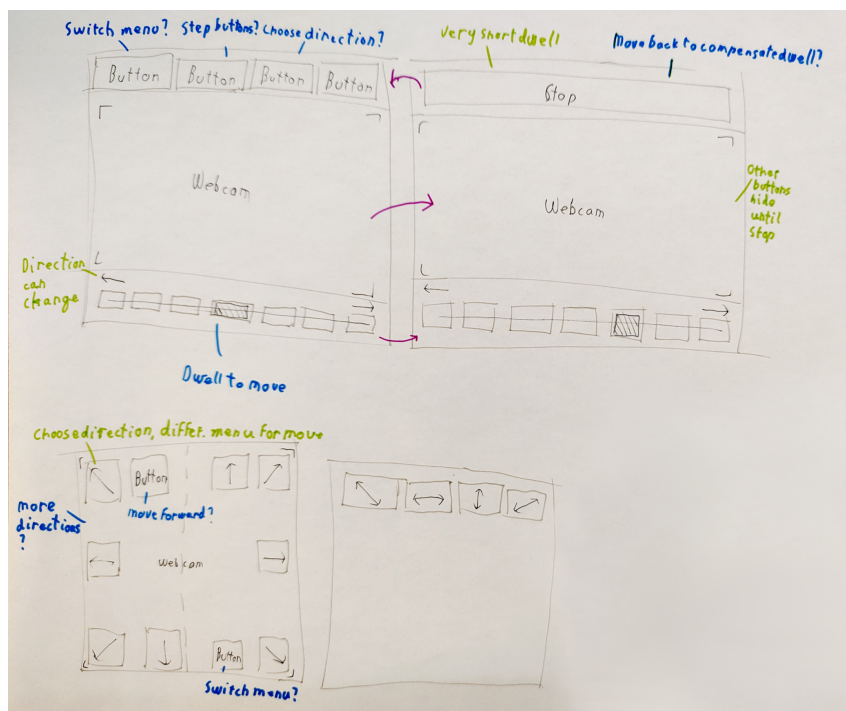 Switch menu?
Step buttons?
Choose direction?
Button
Button
Button
Button
Webcam
Direction
can
change
Dwell to move
Very short dwell
Move back to compensate dwell?
Stop
Webcam
Other
buttons
hide
until
stop
Choose direction, differ. menu for move
Button
move forward?
more
directions
?
Webcam
Button
Switch menu?